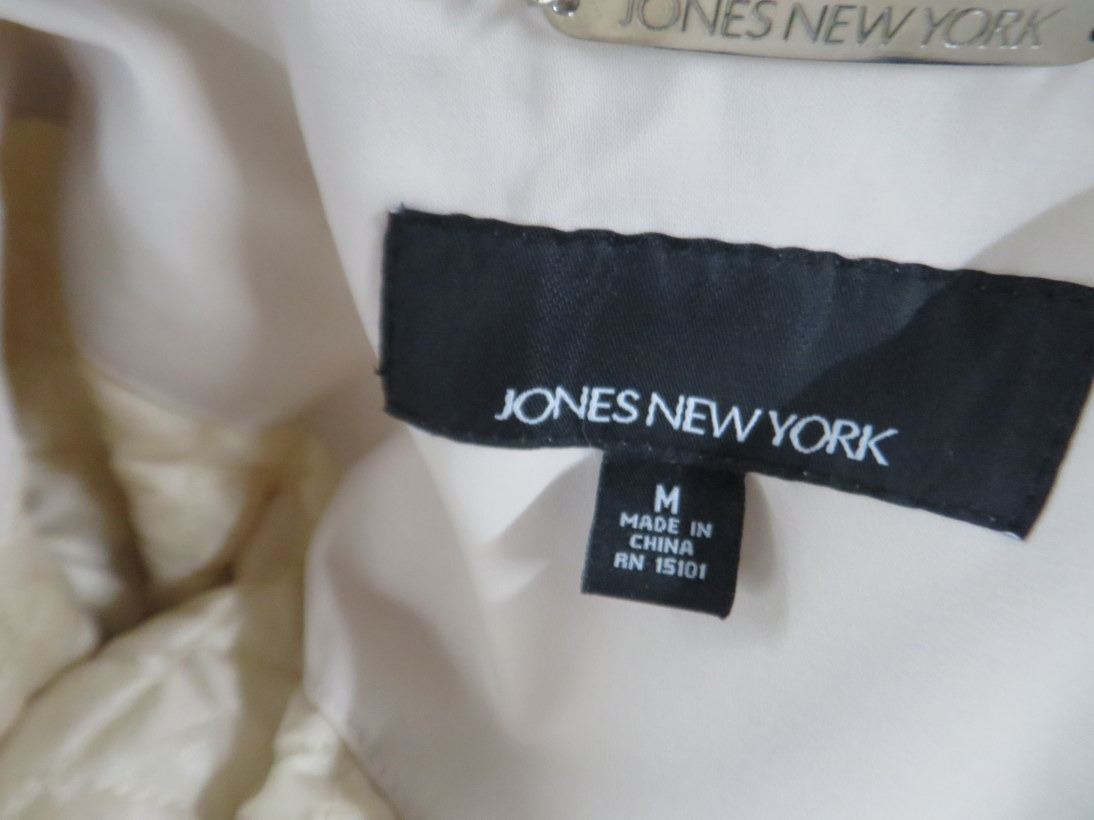 JONES NEW YORK
JONES NEW YORK
M
MADE IN
CHINA
RN 15101